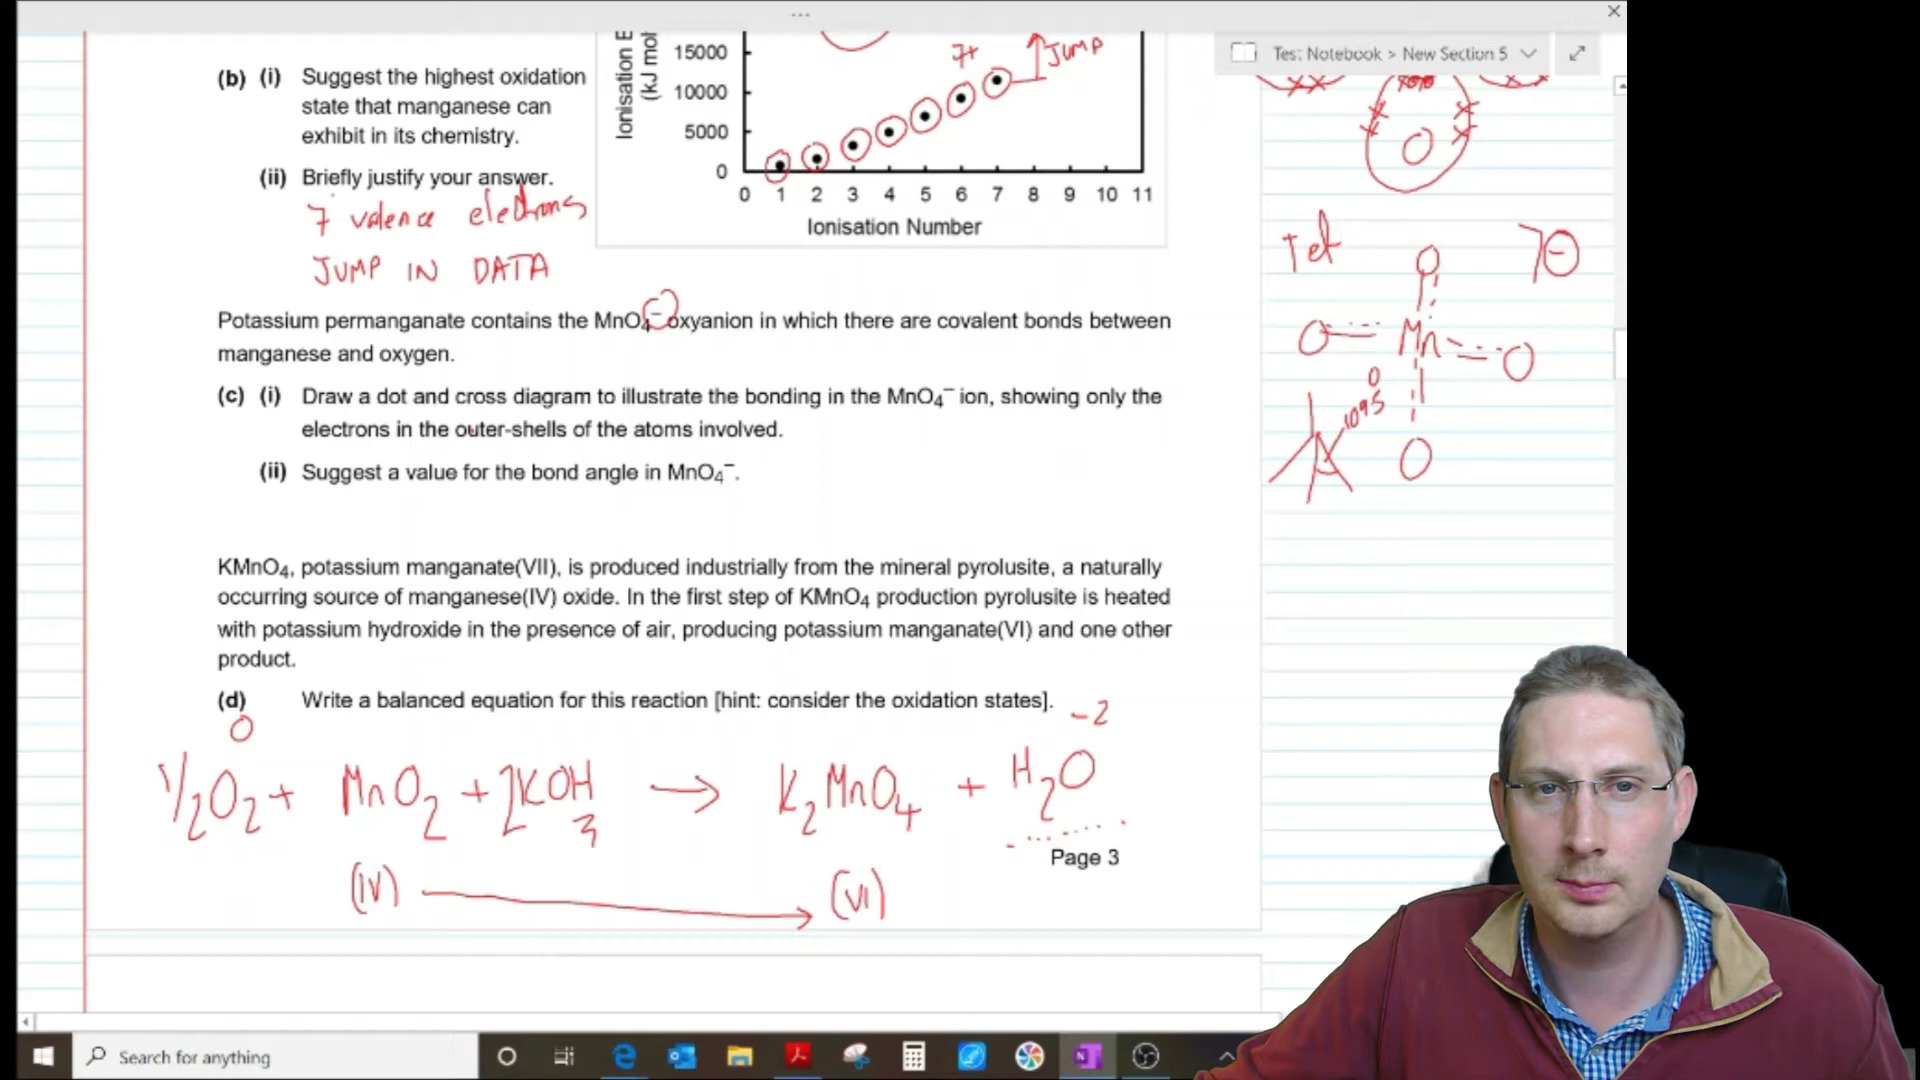 Ionisation E
(kJ mol
15000
10000
5000
0
0 1 2 3 4 5 6 7 8 9 10 11
Ionisation Number
7+
JUMP
Tes: Notebook > New Section 5
(b) (i) Suggest the highest oxidation
state that manganese can
exhibit in its chemistry.
(ii) Briefly justify your answer.
7 valence electrons
JUMP IN DATA
Potassium permanganate contains the MnO4⁻ oxyanion in which there are covalent bonds between
manganese and oxygen.
(c) (i) Draw a dot and cross diagram to illustrate the bonding in the MnO4⁻ ion, showing only the
electrons in the outer-shells of the atoms involved.
(ii) Suggest a value for the bond angle in MnO4⁻.
KMnO4, potassium manganate(VII), is produced industrially from the mineral pyrolusite, a naturally
occurring source of manganese(IV) oxide. In the first step of KMnO4 production pyrolusite is heated
with potassium hydroxide in the presence of air, producing potassium manganate(VI) and one other
product.
(d) Write a balanced equation for this reaction [hint: consider the oxidation states].
0
-2
1/2O2 + MnO2 + 2KOH → K2MnO4 + H2O
(IV) (VI)
Page 3
O
Tet
O
O Mn O
109.5
O
Search for anything